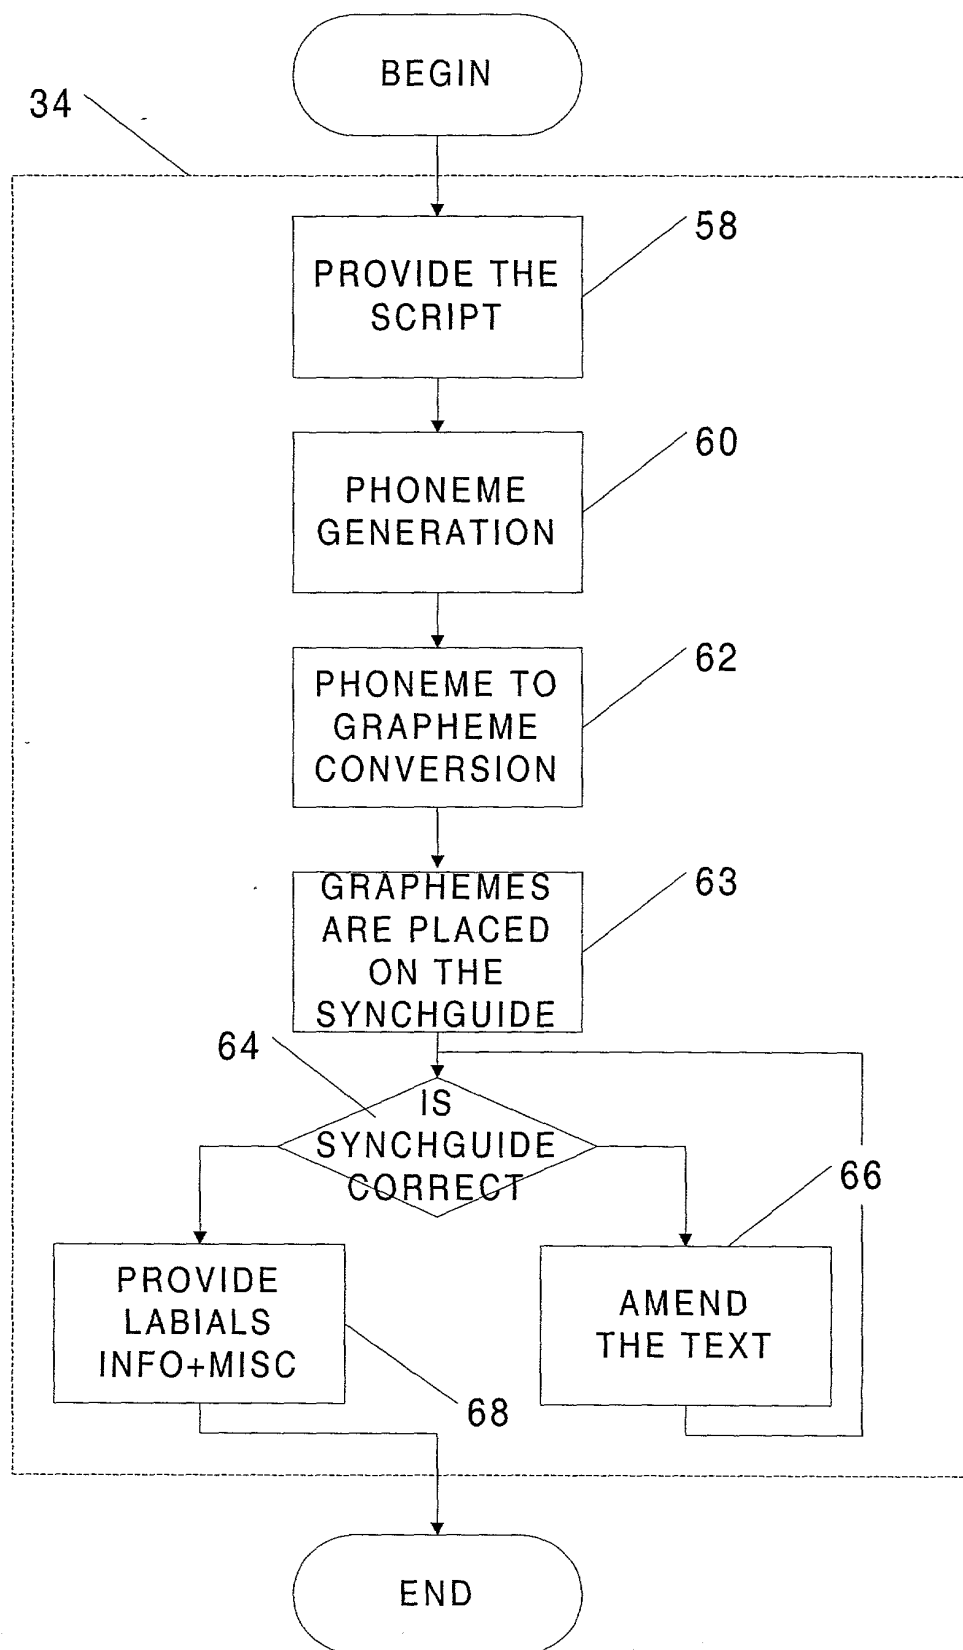 BEGIN
34
58
PROVIDE THE
SCRIPT
60
PHONEME
GENERATION
62
PHONEME TO
GRAPHEME
CONVERSION
63
GRAPHEMES
ARE PLACED
ON THE
SYNCHGUIDE
64
IS
SYNCHGUIDE
CORRECT
66
PROVIDE
LABIALS
INFO+MISC
AMEND
THE TEXT
68
END